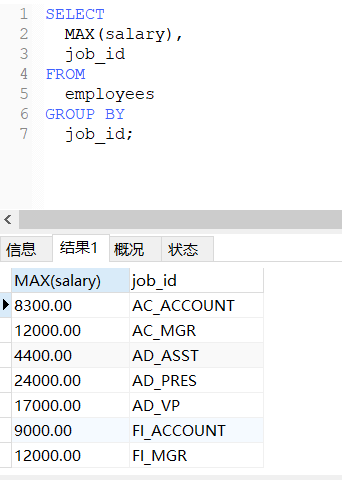 1 SELECT
2 MAX(salary),
3 job_id
4 FROM
5 employees
6 GROUP BY
7 job_id;
信息 结果1 概况 状态
MAX(salary) job_id
8300.00 AC_ACCOUNT
12000.00 AC_MGR
4400.00 AD_ASST
24000.00 AD_PRES
17000.00 AD_VP
9000.00 FI_ACCOUNT
12000.00 FI_MGR